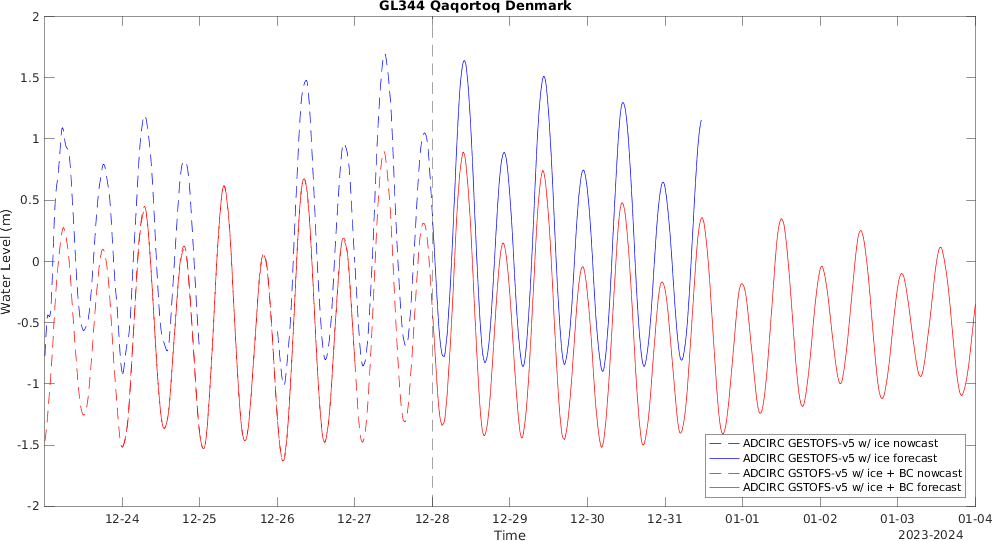 GL344 Qaqortoq Denmark
2
1.5
1
0.5
0
-0.5
-1
-1.5
-2
Water Level (m)
ADCIRC GESTOFS-v5 w/ ice nowcast
ADCIRC GESTOFS-v5 w/ ice forecast
ADCIRC GSTOFS-v5 w/ ice + BC nowcast
ADCIRC GSTOFS-v5 w/ ice + BC forecast
12-24 12-25 12-26 12-27 12-28 12-29 12-30 12-31 01-01 01-02 01-03 01-04
Time
2023-2024